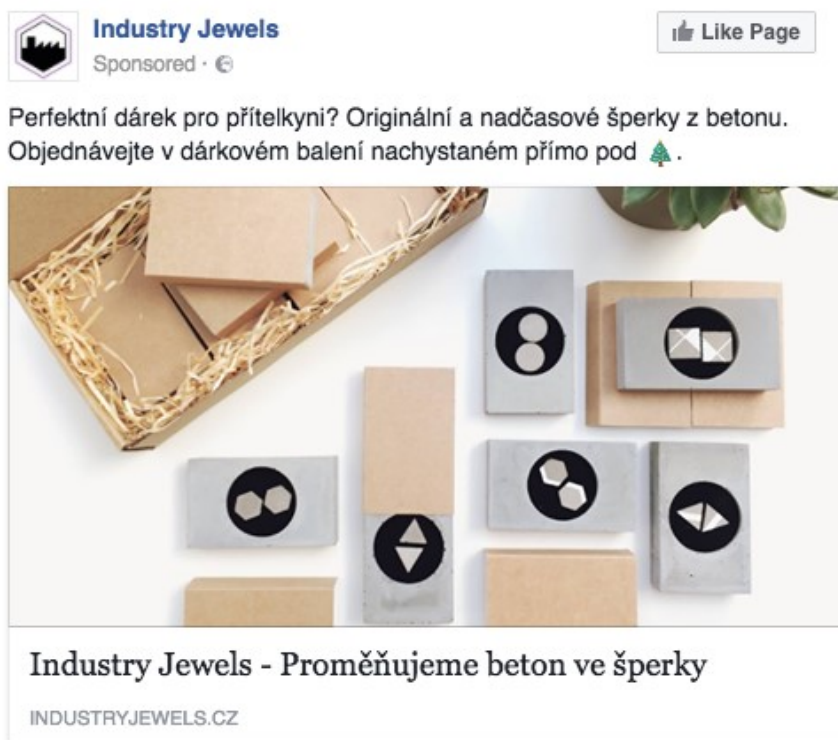 Industry Jewels
Like Page
Sponsored ·
Perfektní dárek pro přítelkyni? Originální a nadčasové šperky z betonu.
Objednávejte v dárkovém balení nachystaném přímo pod 🎄.
Industry Jewels - Proměňujeme beton ve šperky
INDUSTRYJEWELS.CZ